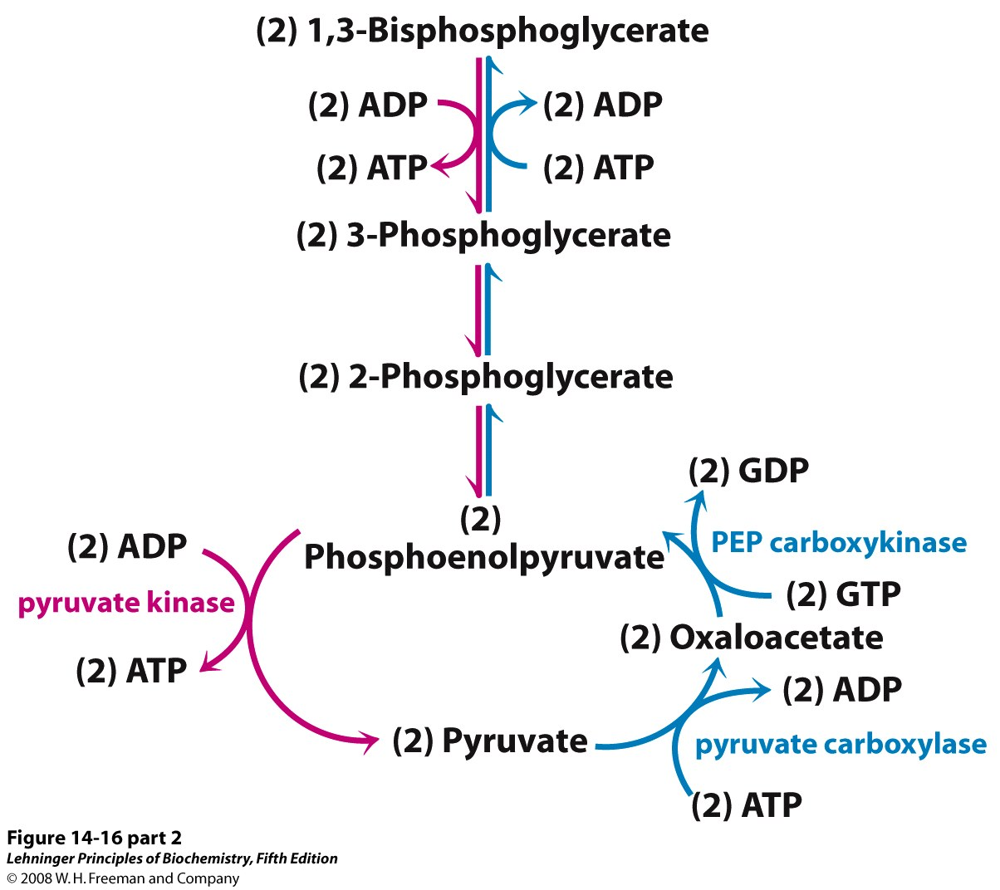 (2) 1,3-Bisphosphoglycerate
(2) ADP
(2) ADP
(2) ATP
(2) ATP
(2) 3-Phosphoglycerate
(2) 2-Phosphoglycerate
(2) GDP
(2)
Phosphoenolpyruvate
(2) ADP
PEP carboxykinase
pyruvate kinase
(2) GTP
(2) Oxaloacetate
(2) ATP
(2) ADP
(2) Pyruvate
pyruvate carboxylase
(2) ATP
Figure 14-16 part 2
Lehninger Principles of Biochemistry, Fifth Edition
© 2008 W. H. Freeman and Company